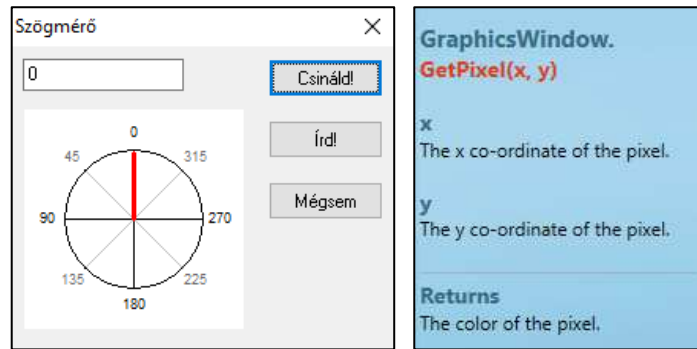 Szögmérő
0
Csináld!
Írd!
Mégsem
0
45
315
90
270
135
225
180
GraphicsWindow.
GetPixel(x, y)
x
The x co-ordinate of the pixel.
y
The y co-ordinate of the pixel.
Returns
The color of the pixel.